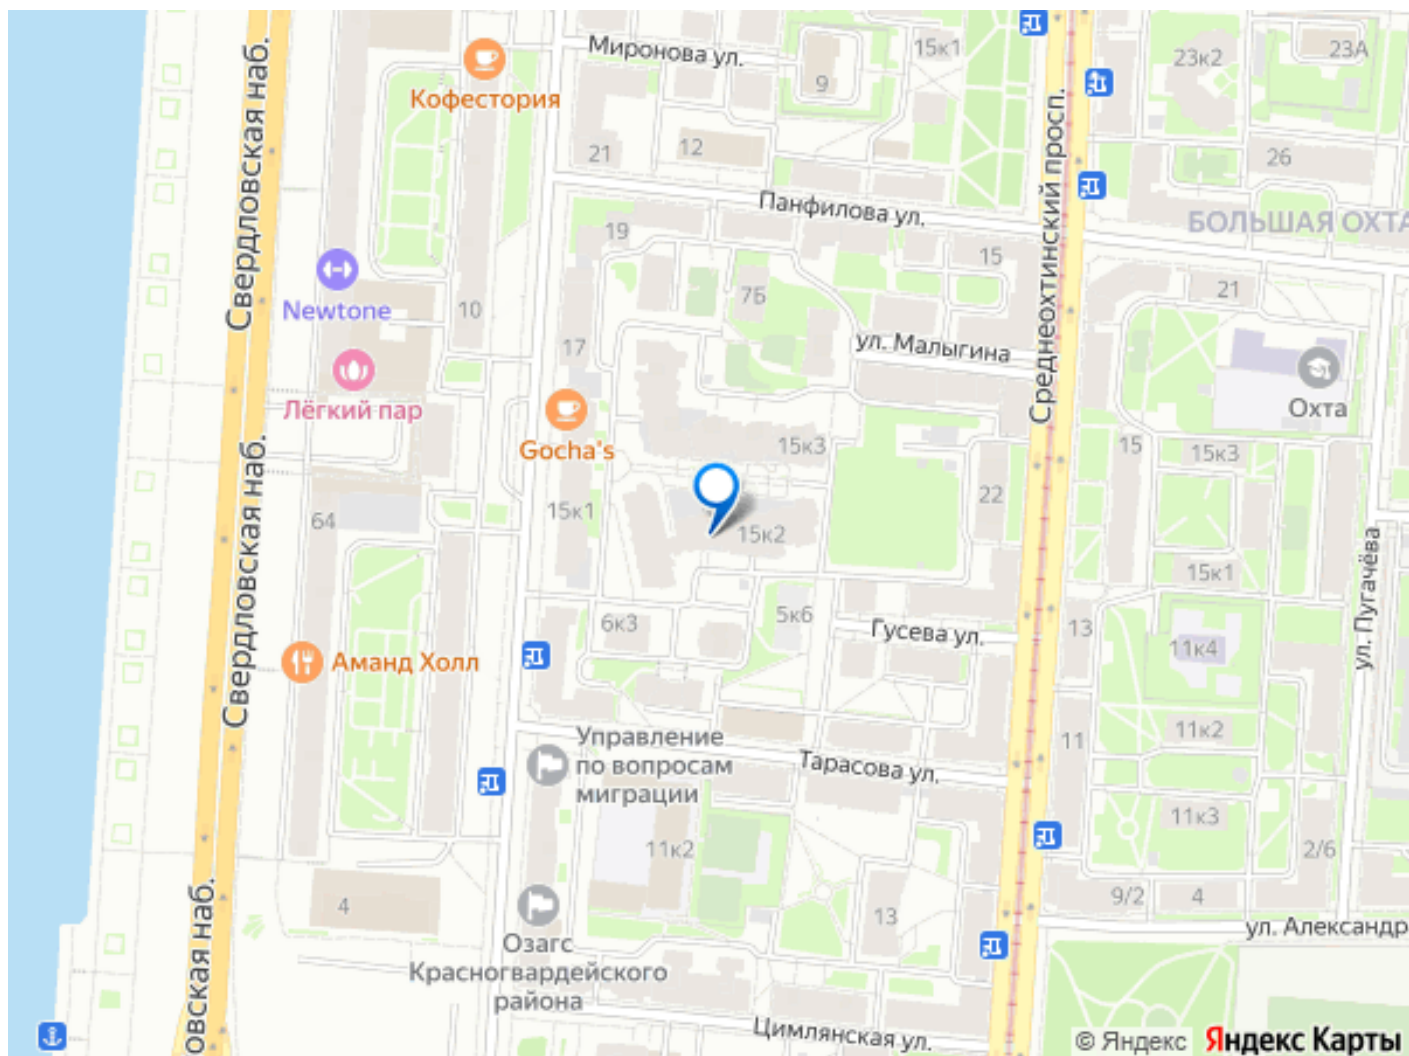 Миронова ул.
15к1
23к2
23А
Свердловская наб.
Кофестория
9
21
12
26
Среднеохтинский просп.
Панфилова ул.
БОЛЬШАЯ ОХТА
19
15
Newtone
10
7Б
21
17
ул. Малыгина
Лёгкий пар
Охта
Gocha's
15к3
15
15к3
Свердловская наб.
64
15к1
15к2
22
15к1
ул. Пугачёва
6к3
5к6
Гусева ул.
13
11к4
Аманд Холл
Управление
по вопросам
миграции
Тарасова ул.
11
11к2
11к3
11к2
2/6
4
13
9/2
4
ул. Александр
Озагс
Красногвардейского
района
овская наб.
Цимлянская ул.
© Яндекс Яндекс Карты